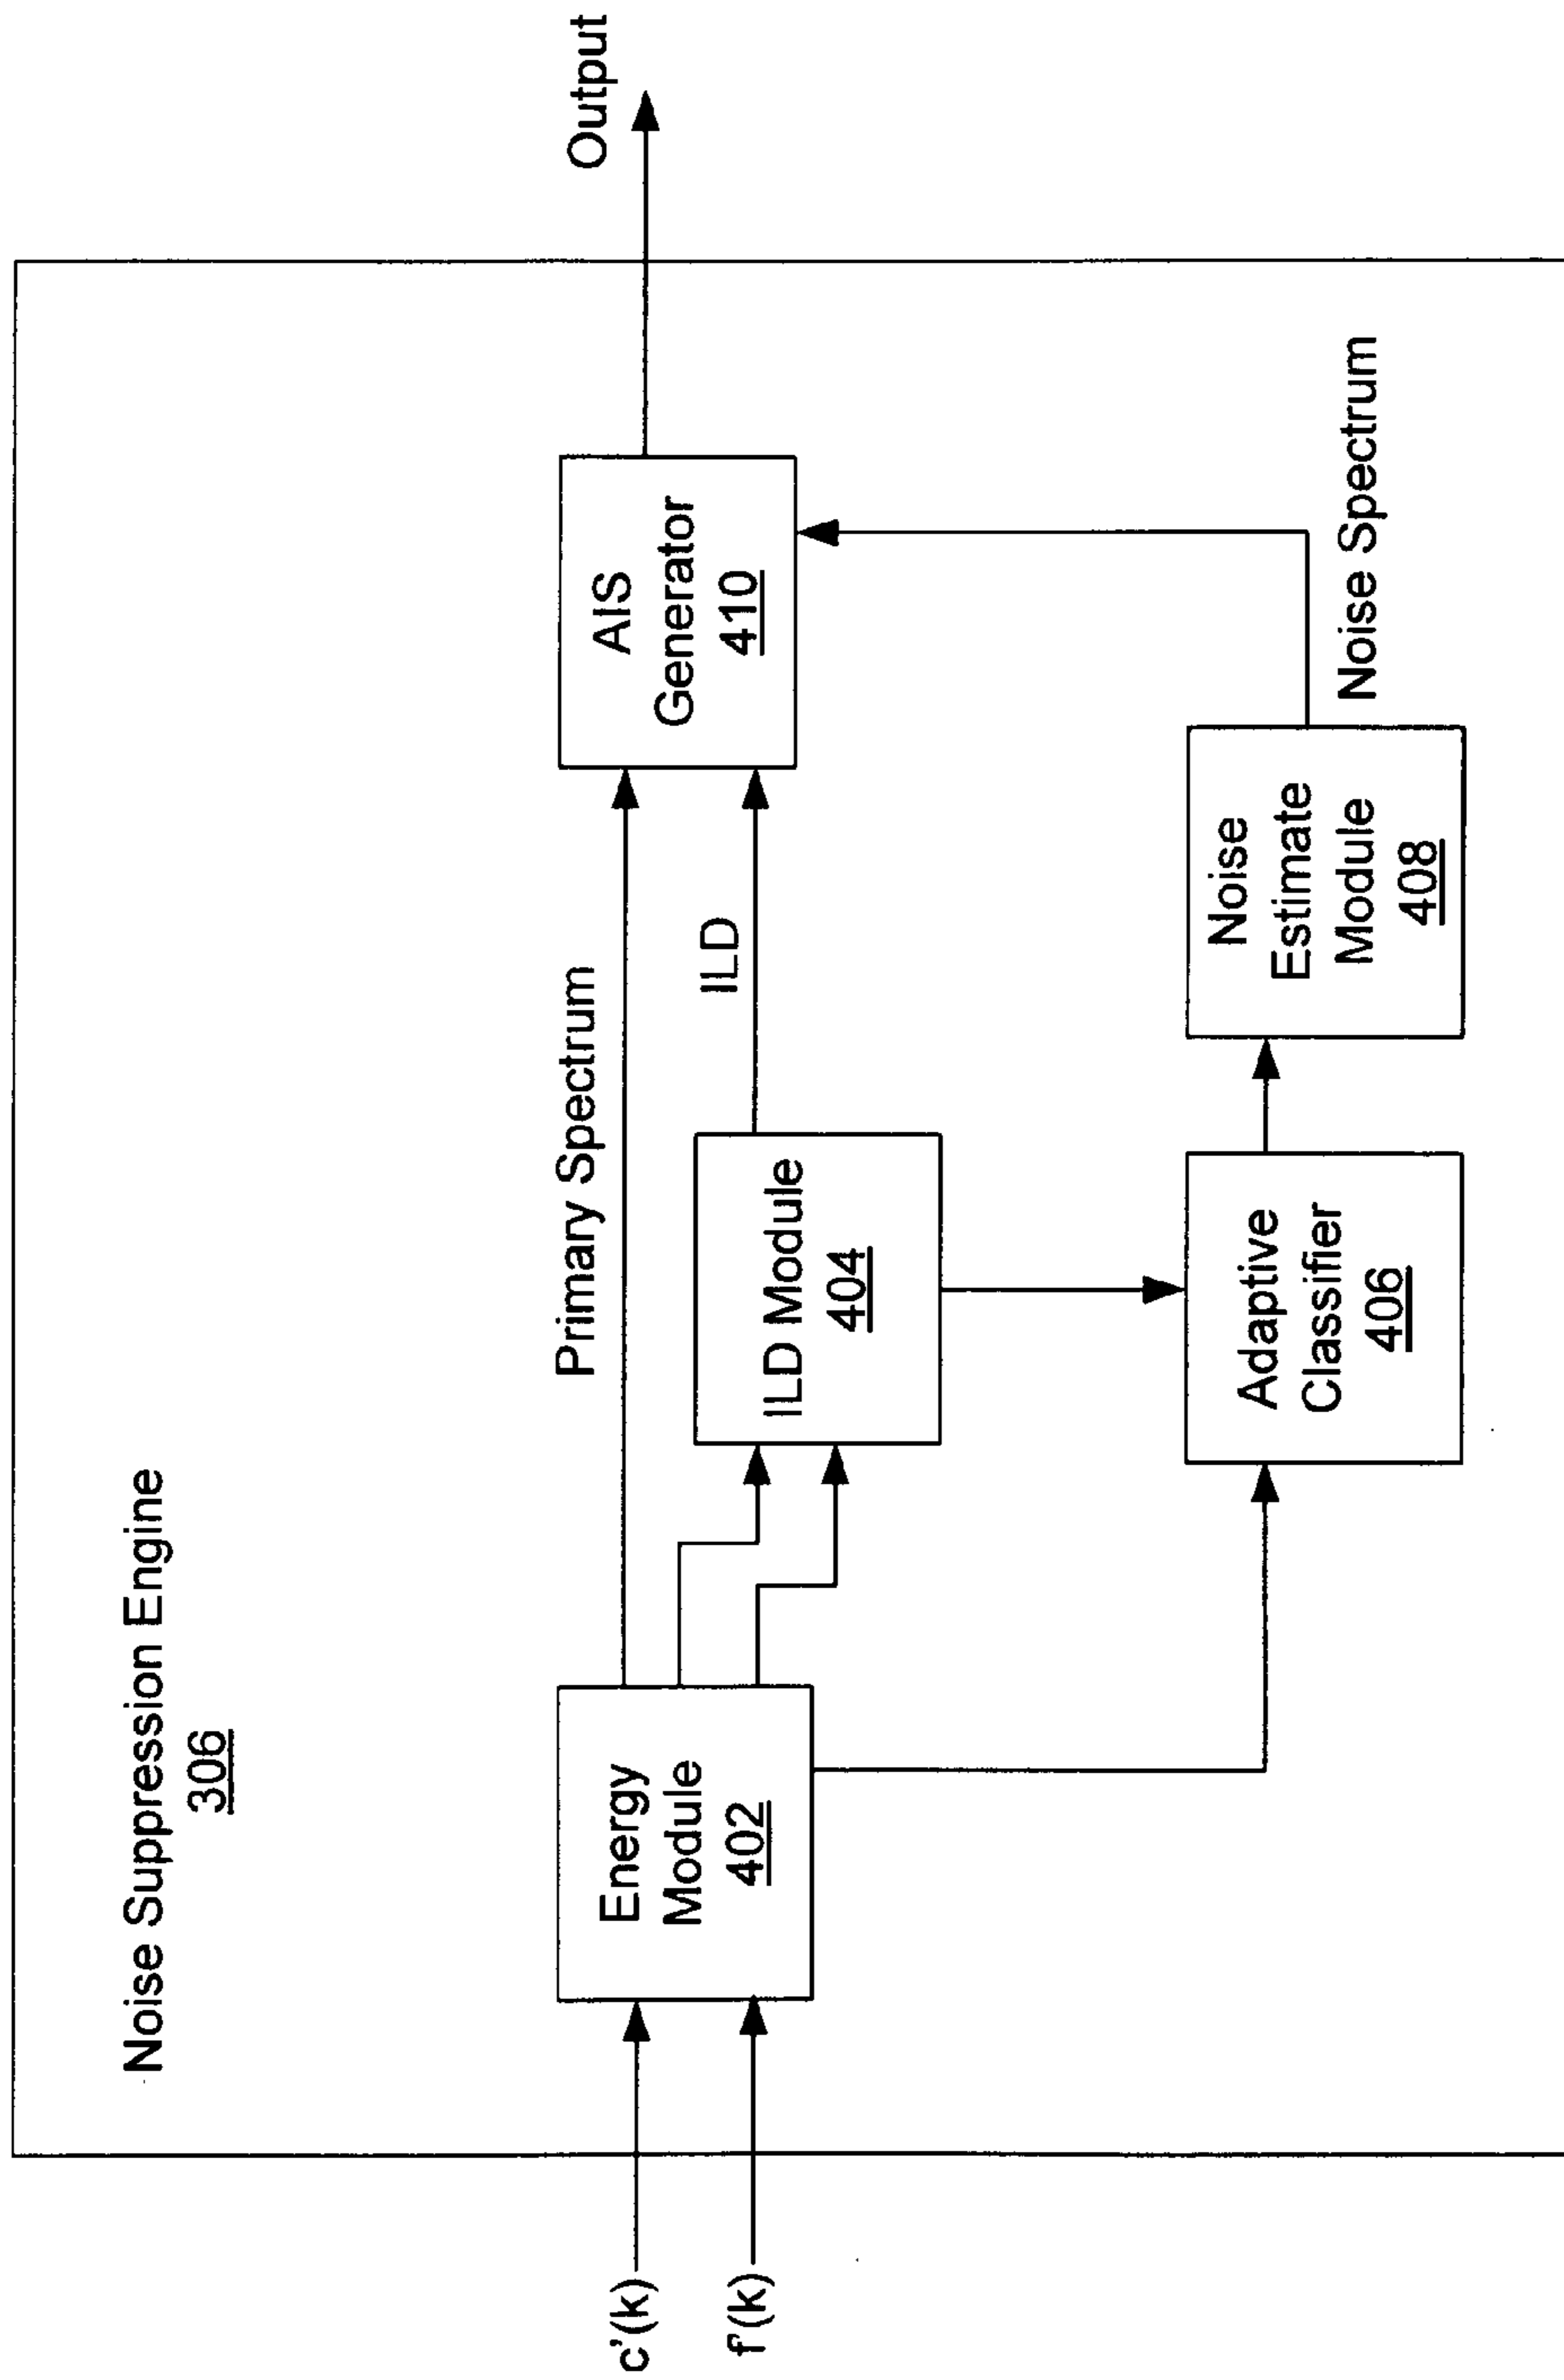 Noise Suppression Engine
306
c'(k)
f'(k)
Energy
Module
402
Primary Spectrum
ILD Module
404
ILD
AIS
Generator
410
Output
Adaptive
Classifier
406
Noise
Estimate
Module
408
Noise Spectrum